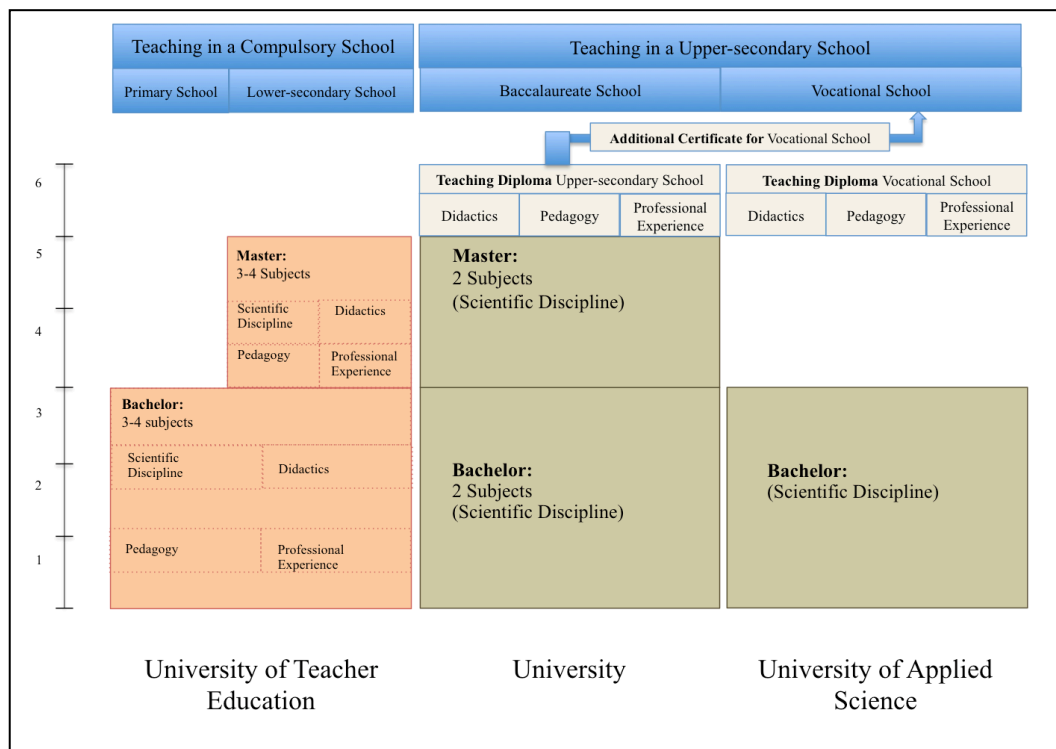 Teaching in a Compulsory School
Teaching in a Upper-secondary School
Primary School
Lower-secondary School
Baccalaureate School
Vocational School
Additional Certificate for Vocational School
6
Teaching Diploma Upper-secondary School
Teaching Diploma Vocational School
Didactics
Pedagogy
Professional
Experience
Didactics
Pedagogy
Professional
Experience
5
Master:
3-4 Subjects
Master:
2 Subjects
(Scientific Discipline)
Scientific
Discipline
Didactics
4
Pedagogy
Professional
Experience
3
Bachelor:
3-4 subjects
Scientific
Discipline
Didactics
2
Bachelor:
2 Subjects
(Scientific Discipline)
Bachelor:
(Scientific Discipline)
Pedagogy
Professional
Experience
1
University of Teacher
Education
University
University of Applied
Science